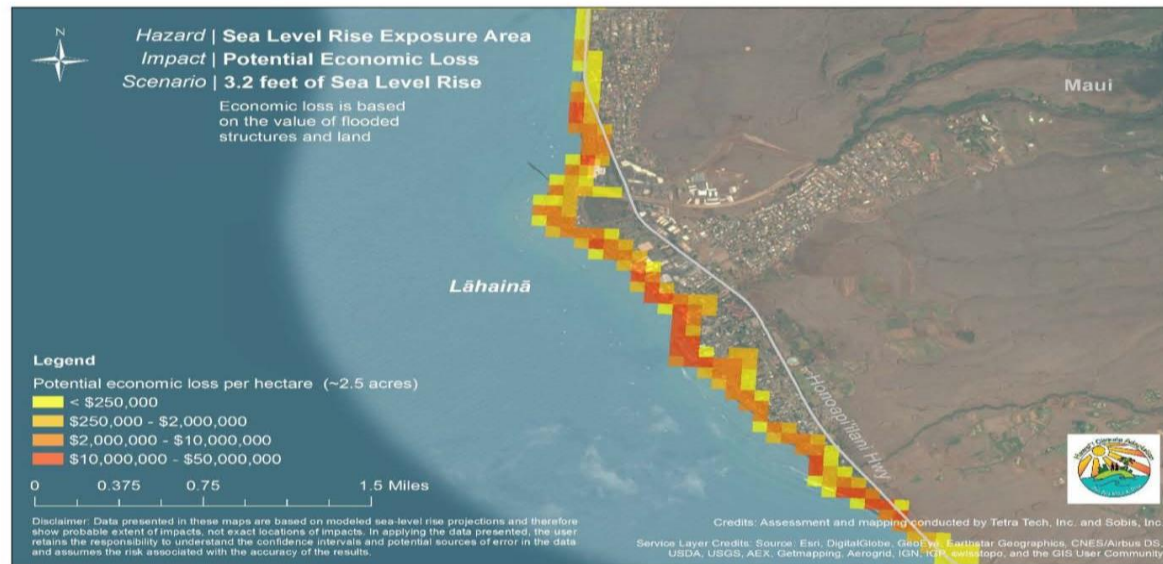 N
Hazard | Sea Level Rise Exposure Area
Impact | Potential Economic Loss
Scenario | 3.2 feet of Sea Level Rise
Economic loss is based
on the value of flooded
structures and land
Maui
Lāhainā
Honoapi'ilani Hwy
Legend
Potential economic loss per hectare (~2.5 acres)
< $250,000
$250,000 - $2,000,000
$2,000,000 - $10,000,000
$10,000,000 - $50,000,000
0 0.375 0.75 1.5 Miles
Disclaimer: Data presented in these maps are based on modeled sea-level rise projections and therefore
show probable extent of impacts, not exact locations of impacts. In applying the data presented, the user
retains the responsibility to understand the confidence intervals and potential sources of error in the data
and assumes the risk associated with the accuracy of the results.
Hawai'i Climate Adaptation
Credits: Assessment and mapping conducted by Tetra Tech, Inc. and Sobis, Inc.
Service Layer Credits: Source: Esri, DigitalGlobe, GeoEye, Earthstar Geographics, CNES/Airbus DS,
USDA, USGS, AEX, Getmapping, Aerogrid, IGN, IGP, swisstopo, and the GIS User Community